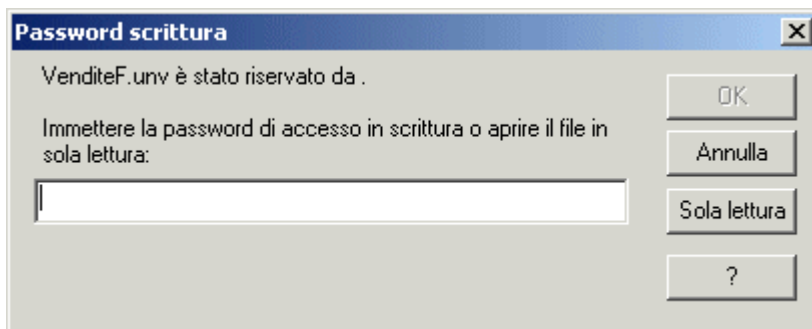 Password scrittura
VenditeF.unv è stato riservato da .
Immettere la password di accesso in scrittura o aprire il file in
sola lettura:
OK
Annulla
Sola lettura
?